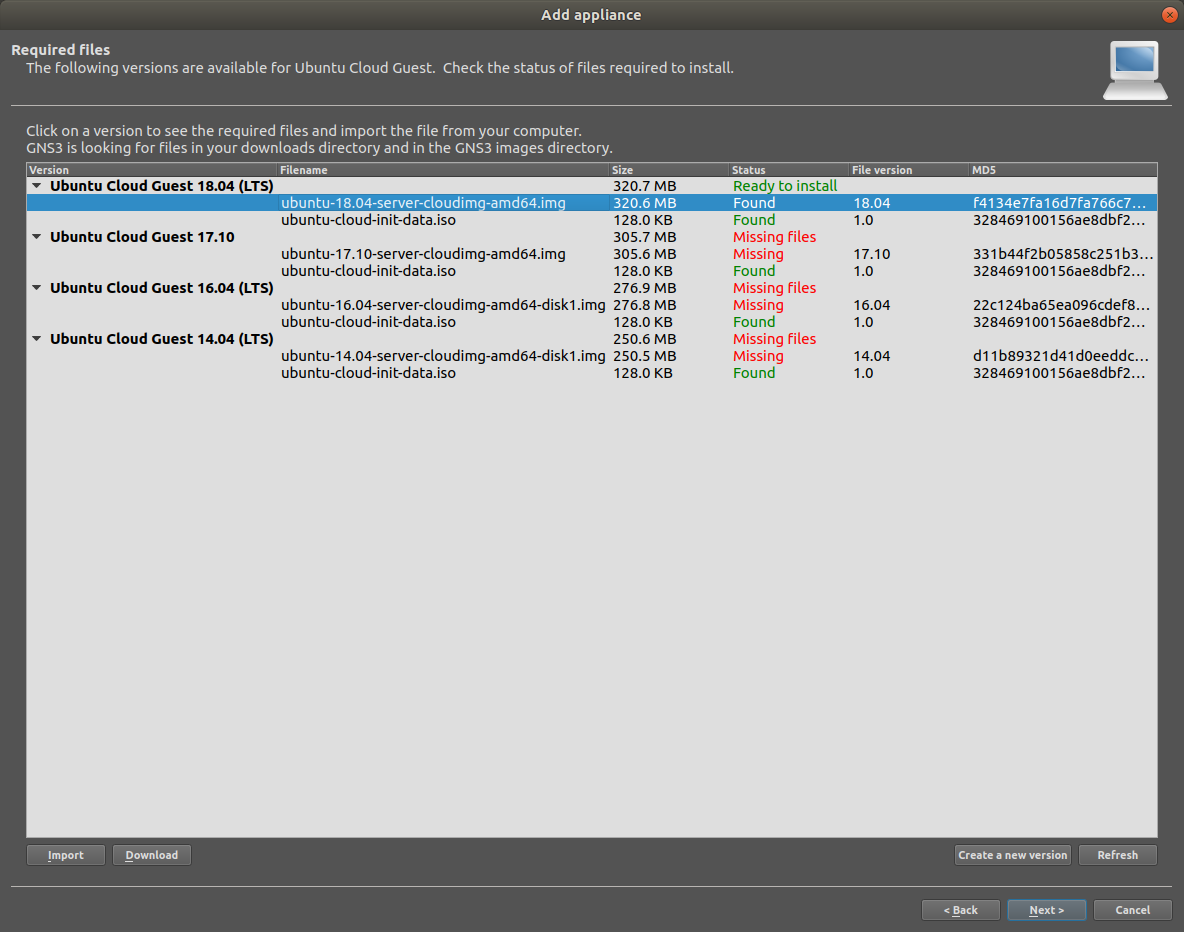 Add appliance
Required files
The following versions are available for Ubuntu Cloud Guest. Check the status of files required to install.
Click on a version to see the required files and import the file from your computer.
GNS3 is looking for files in your downloads directory and in the GNS3 images directory.
Version Filename Size Status File version MD5
Ubuntu Cloud Guest 18.04 (LTS) 320.7 MB Ready to install
ubuntu-18.04-server-cloudimg-amd64.img 320.6 MB Found 18.04 f4134e7fa16d7fa766c7...
ubuntu-cloud-init-data.iso 128.0 KB Found 1.0 328469100156ae8dbf2...
Ubuntu Cloud Guest 17.10 305.7 MB Missing files
ubuntu-17.10-server-cloudimg-amd64.img 305.6 MB Missing 17.10 331b44f2b05858c251b3...
ubuntu-cloud-init-data.iso 128.0 KB Found 1.0 328469100156ae8dbf2...
Ubuntu Cloud Guest 16.04 (LTS) 276.9 MB Missing files
ubuntu-16.04-server-cloudimg-amd64-disk1.img 276.8 MB Missing 16.04 22c124ba65ea096cdef8...
ubuntu-cloud-init-data.iso 128.0 KB Found 1.0 328469100156ae8dbf2...
Ubuntu Cloud Guest 14.04 (LTS) 250.6 MB Missing files
ubuntu-14.04-server-cloudimg-amd64-disk1.img 250.5 MB Missing 14.04 d11b89321d41d0eeddc...
ubuntu-cloud-init-data.iso 128.0 KB Found 1.0 328469100156ae8dbf2...
Import Download Create a new version Refresh
< Back Next > Cancel